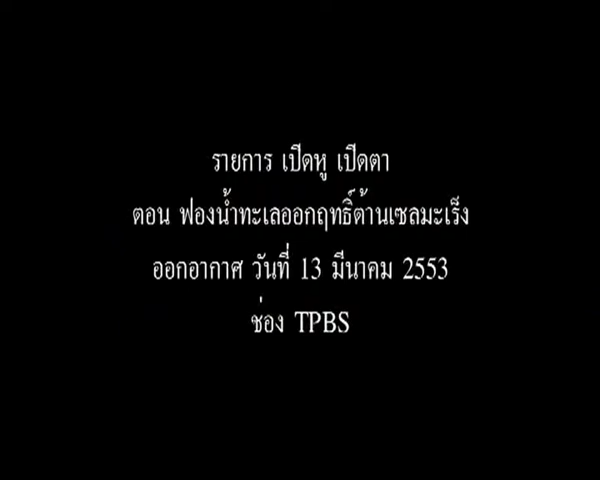 รายการ เปิดหู เปิดตา
ตอน ฟองน้ำทะเลออกฤทธิ์ต้านเซลมะเร็ง
ออกอากาศ วันที่ 13 มีนาคม 2553
ช่อง TPBS